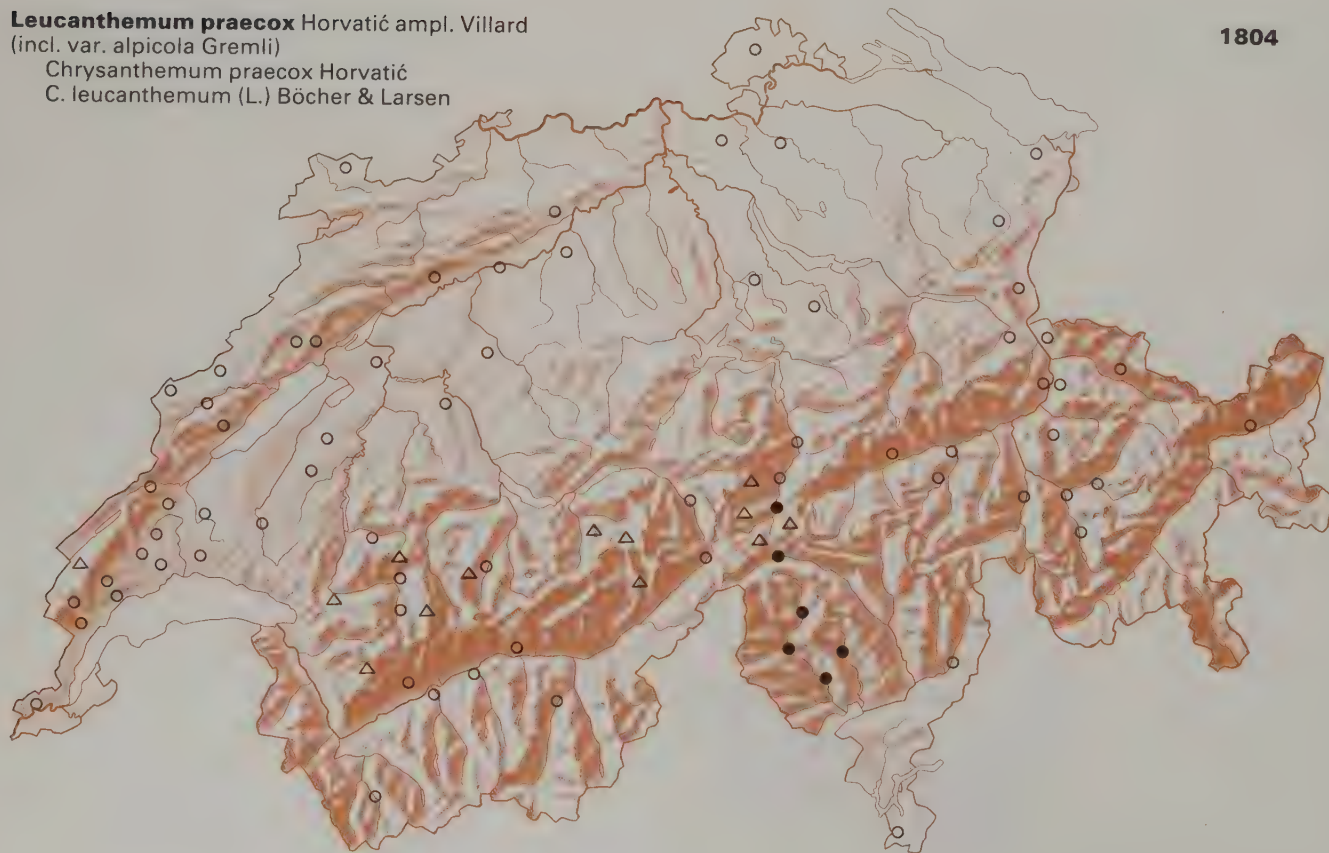 Leucanthemum praecox Horvatić ampl. Villard
(incl. var. alpicola Gremli)
Chrysanthemum praecox Horvatić
C. leucanthemum (L.) Böcher & Larsen
1804